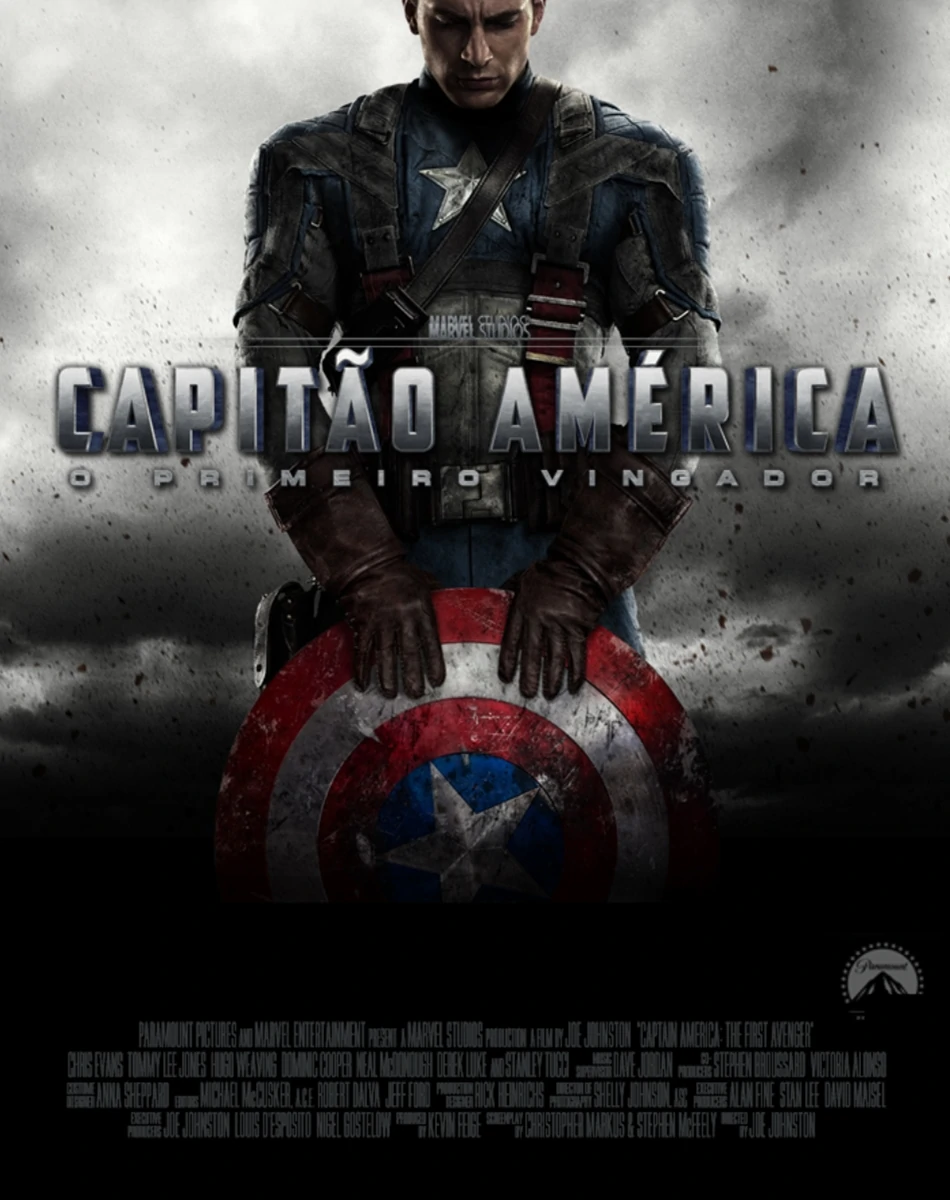 MARVEL STUDIOS
CAPITÃO AMÉRICA
O PRIMEIRO VINGADOR
Paramount
PARAMOUNT PICTURES AND MARVEL ENTERTAINMENT PRESENT A MARVEL STUDIOS PRODUCTION A FILM BY JOE JOHNSTON "CAPTAIN AMERICA: THE FIRST AVENGER"
CHRIS EVANS TOMMY LEE JONES HUGO WEAVING DOMINIC COOPER NEAL McDONOUGH DEREK LUKE AND STANLEY TUCCI MUSIC SUPERVISOR DAVE JORDAN CO-PRODUCERS STEPHEN BROUSSARD VICTORIA ALONSO
COSTUME DESIGNER ANNA SHEPPARD EDITORS MICHAEL McCUSKER, A.C.E. ROBERT DALVA JEFF FORD PRODUCTION DESIGNER RICK HEINRICHS DIRECTOR OF PHOTOGRAPHY SHELLY JOHNSON, ASC EXECUTIVE PRODUCERS ALAN FINE STAN LEE DAVID MAISEL
EXECUTIVE PRODUCERS JOE JOHNSTON LOUIS D'ESPOSITO NIGEL GOSTELOW PRODUCED BY KEVIN FEIGE SCREENPLAY BY CHRISTOPHER MARKUS & STEPHEN McFEELY DIRECTED BY JOE JOHNSTON